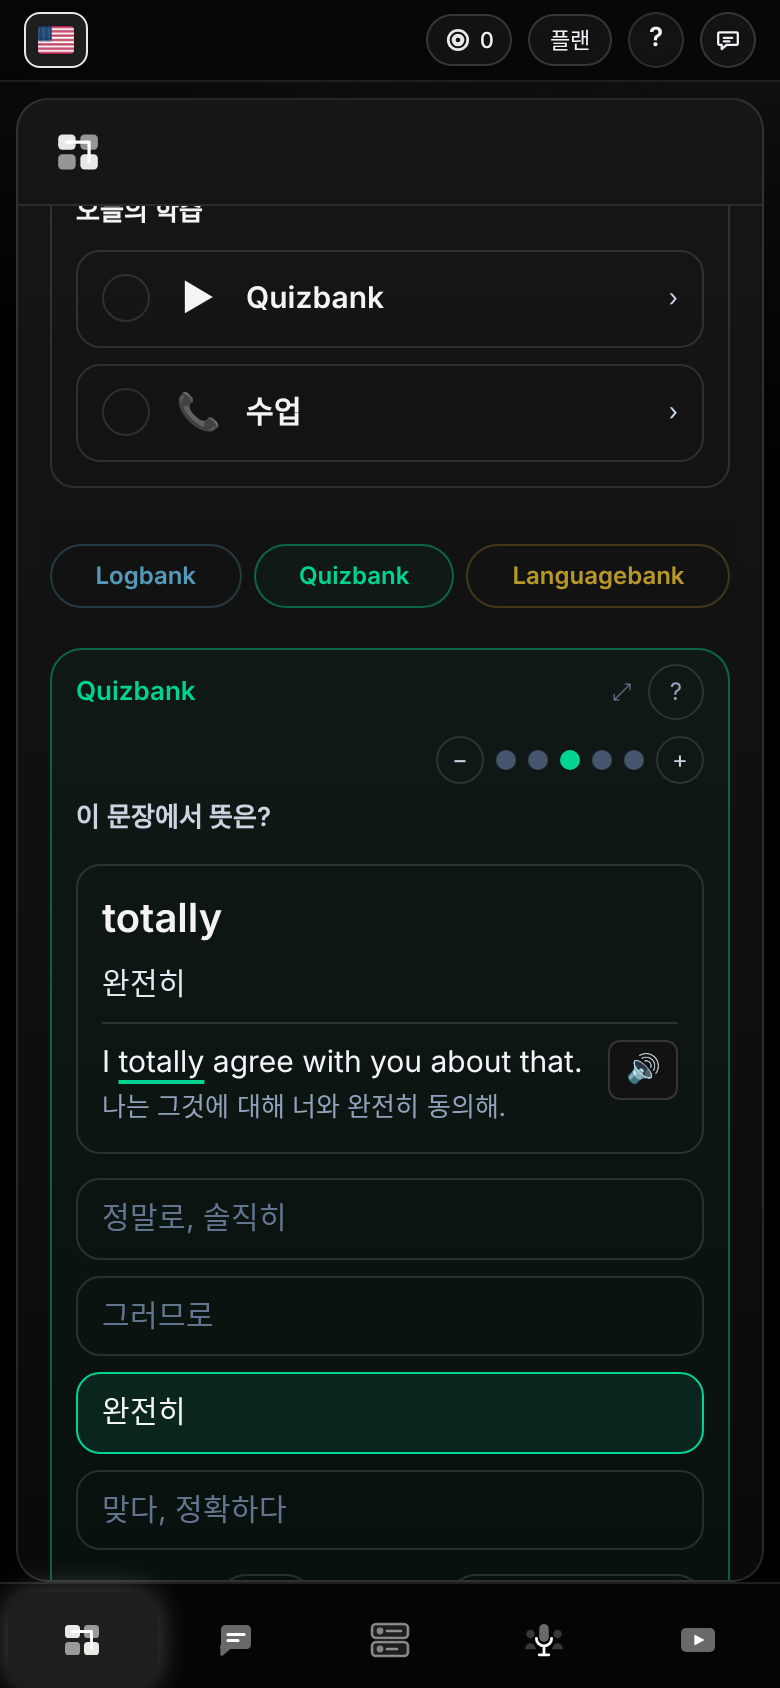 0
플랜
?
오늘의 학습
Quizbank
수업
Logbank
Quizbank
Languagebank
Quizbank
?
이 문장에서 뜻은?
totally
완전히
I totally agree with you about that.
나는 그것에 대해 너와 완전히 동의해.
정말로, 솔직히
그러므로
완전히
맞다, 정확하다